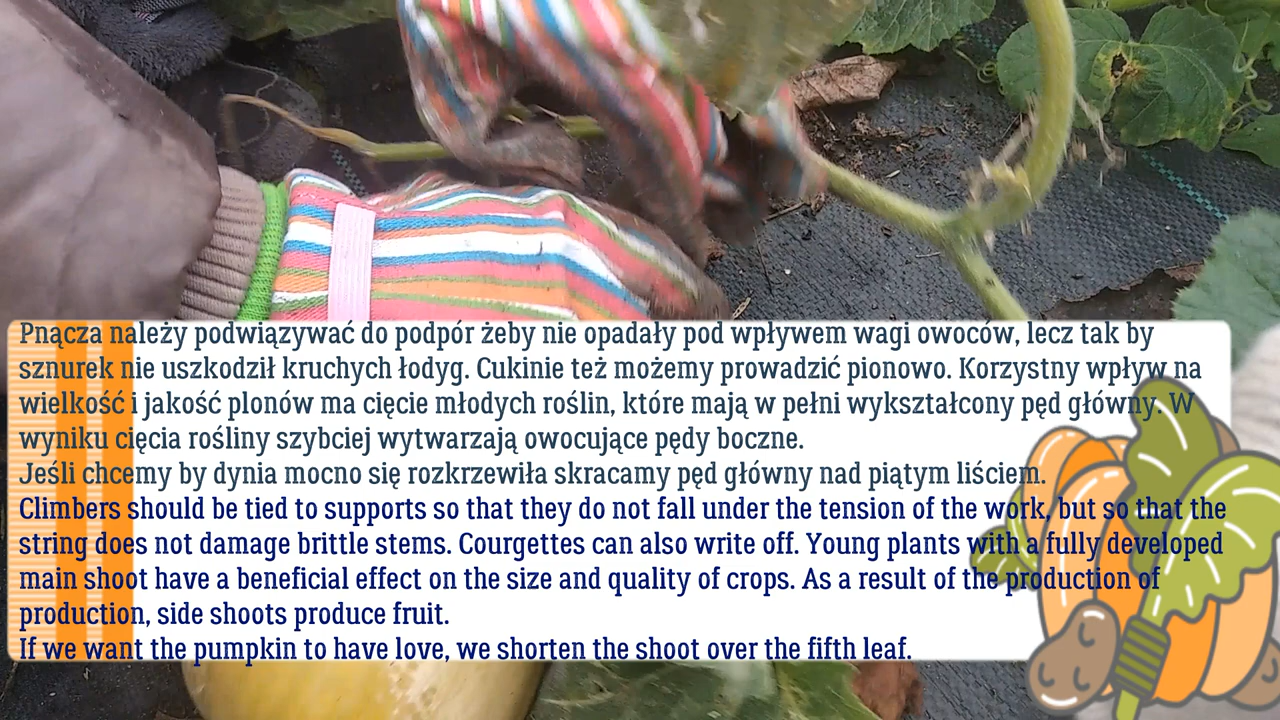 Pnącza należy podwiązywać do podpór żeby nie opadały pod wpływem wagi owoców, lecz tak by
sznurek nie uszkodził kruchych łodyg. Cukinie też możemy prowadzić pionowo. Korzystny wpływ na
wielkość i jakość plonów ma cięcie młodych roślin, które mają w pełni wykształcony pęd główny. W
wyniku cięcia rośliny szybciej wytwarzają owocujące pędy boczne.
Jeśli chcemy by dynia mocno się rozkrzewiła skracamy pęd główny nad piątym liściem.
Climbers should be tied to supports so that they do not fall under the tension of the work, but so that the
string does not damage brittle stems. Courgettes can also write off. Young plants with a fully developed
main shoot have a beneficial effect on the size and quality of crops. As a result of the production of
production, side shoots produce fruit.
If we want the pumpkin to have love, we shorten the shoot over the fifth leaf.